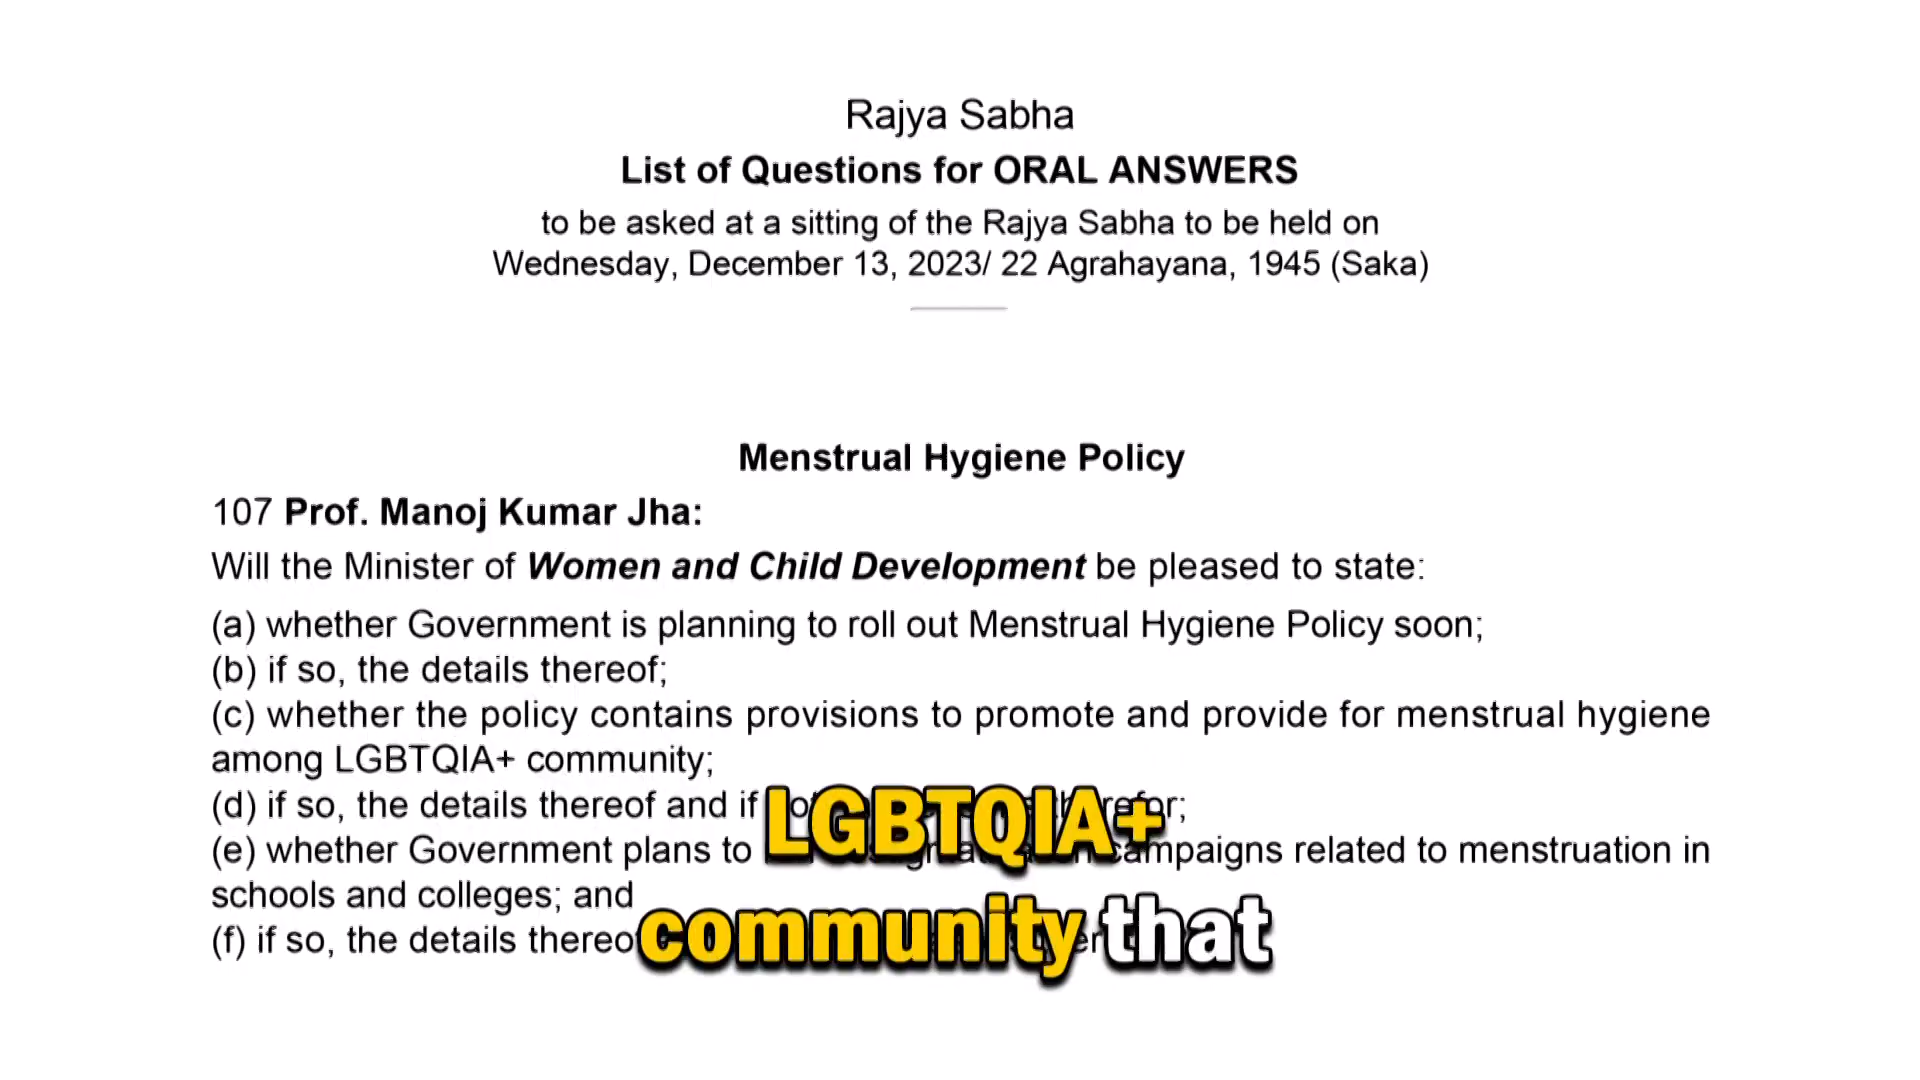 Rajya Sabha
List of Questions for ORAL ANSWERS
to be asked at a sitting of the Rajya Sabha to be held on
Wednesday, December 13, 2023/ 22 Agrahayana, 1945 (Saka)
Menstrual Hygiene Policy
107 Prof. Manoj Kumar Jha:
Will the Minister of Women and Child Development be pleased to state:
(a) whether Government is planning to roll out Menstrual Hygiene Policy soon;
(b) if so, the details thereof;
(c) whether the policy contains provisions to promote and provide for menstrual hygiene
among LGBTQIA+ community;
(d) if so, the details thereof and if
(e) whether Government plans to campaigns related to menstruation in
schools and colleges; and
(f) if so, the details
LGBTQIA+
community that